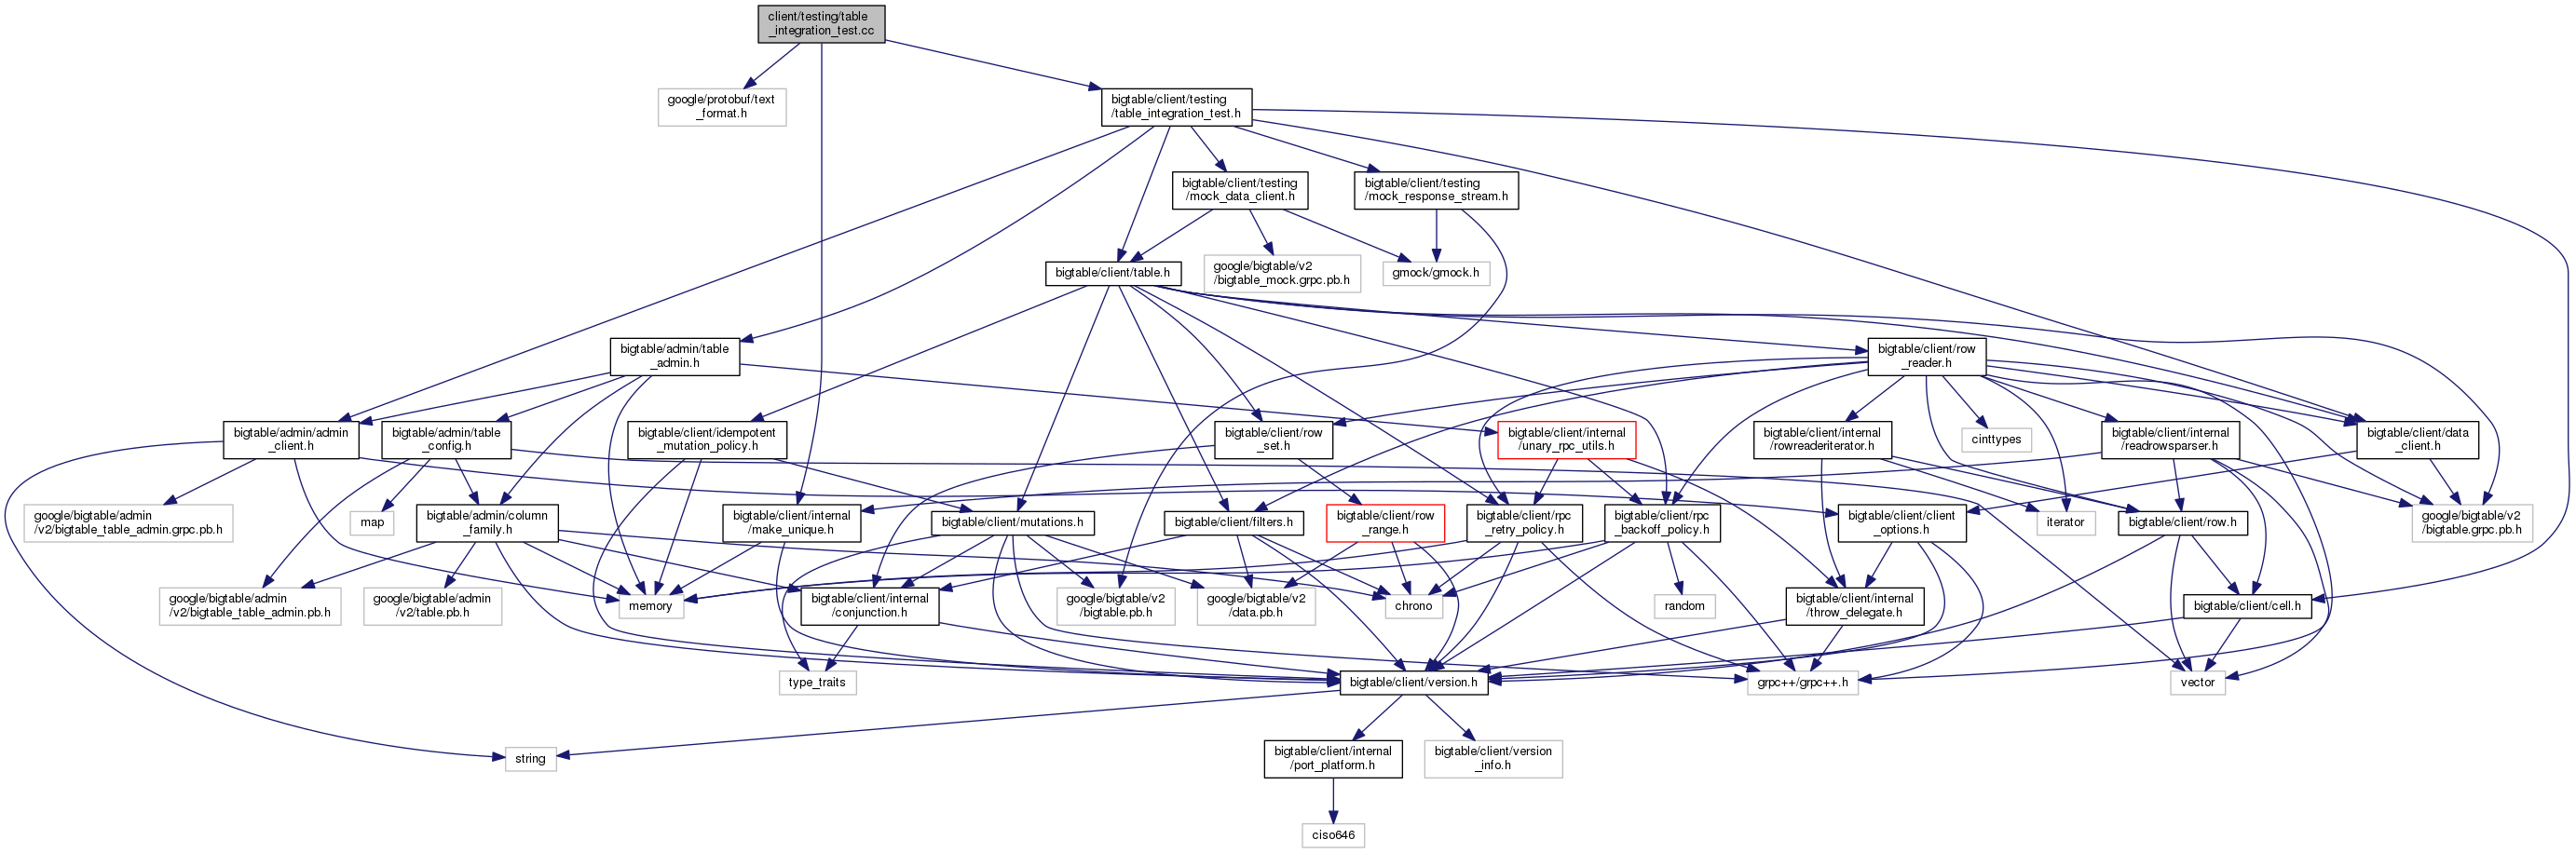 client/testing/table
_integration_test.cc
google/protobuf/text
_format.h
bigtable/client/testing
/table_integration_test.h
bigtable/client/testing
/mock_data_client.h
bigtable/client/testing
/mock_response_stream.h
bigtable/client/table.h
google/bigtable/v2
/bigtable_mock.grpc.pb.h
gmock/gmock.h
bigtable/admin/table
_admin.h
bigtable/client/row
_reader.h
bigtable/admin/admin
_client.h
bigtable/admin/table
_config.h
bigtable/client/idempotent
_mutation_policy.h
bigtable/client/row
_set.h
bigtable/client/internal
/unary_rpc_utils.h
bigtable/client/internal
/rowreaderiterator.h
cinttypes
bigtable/client/internal
/readrowsparser.h
bigtable/client/data
_client.h
google/bigtable/admin
/v2/bigtable_table_admin.grpc.pb.h
map
bigtable/admin/column
_family.h
bigtable/client/internal
/make_unique.h
bigtable/client/mutations.h
bigtable/client/filters.h
bigtable/client/row
_range.h
bigtable/client/rpc
_retry_policy.h
bigtable/client/rpc
_backoff_policy.h
bigtable/client/client
_options.h
iterator
bigtable/client/row.h
google/bigtable/v2
/bigtable.grpc.pb.h
google/bigtable/admin
/v2/bigtable_table_admin.pb.h
google/bigtable/admin
/v2/table.pb.h
memory
bigtable/client/internal
/conjunction.h
google/bigtable/v2
/bigtable.pb.h
google/bigtable/v2
/data.pb.h
chrono
random
bigtable/client/internal
/throw_delegate.h
bigtable/client/cell.h
type_traits
bigtable/client/version.h
grpc++/grpc++.h
vector
string
bigtable/client/internal
/port_platform.h
bigtable/client/version
_info.h
ciso646